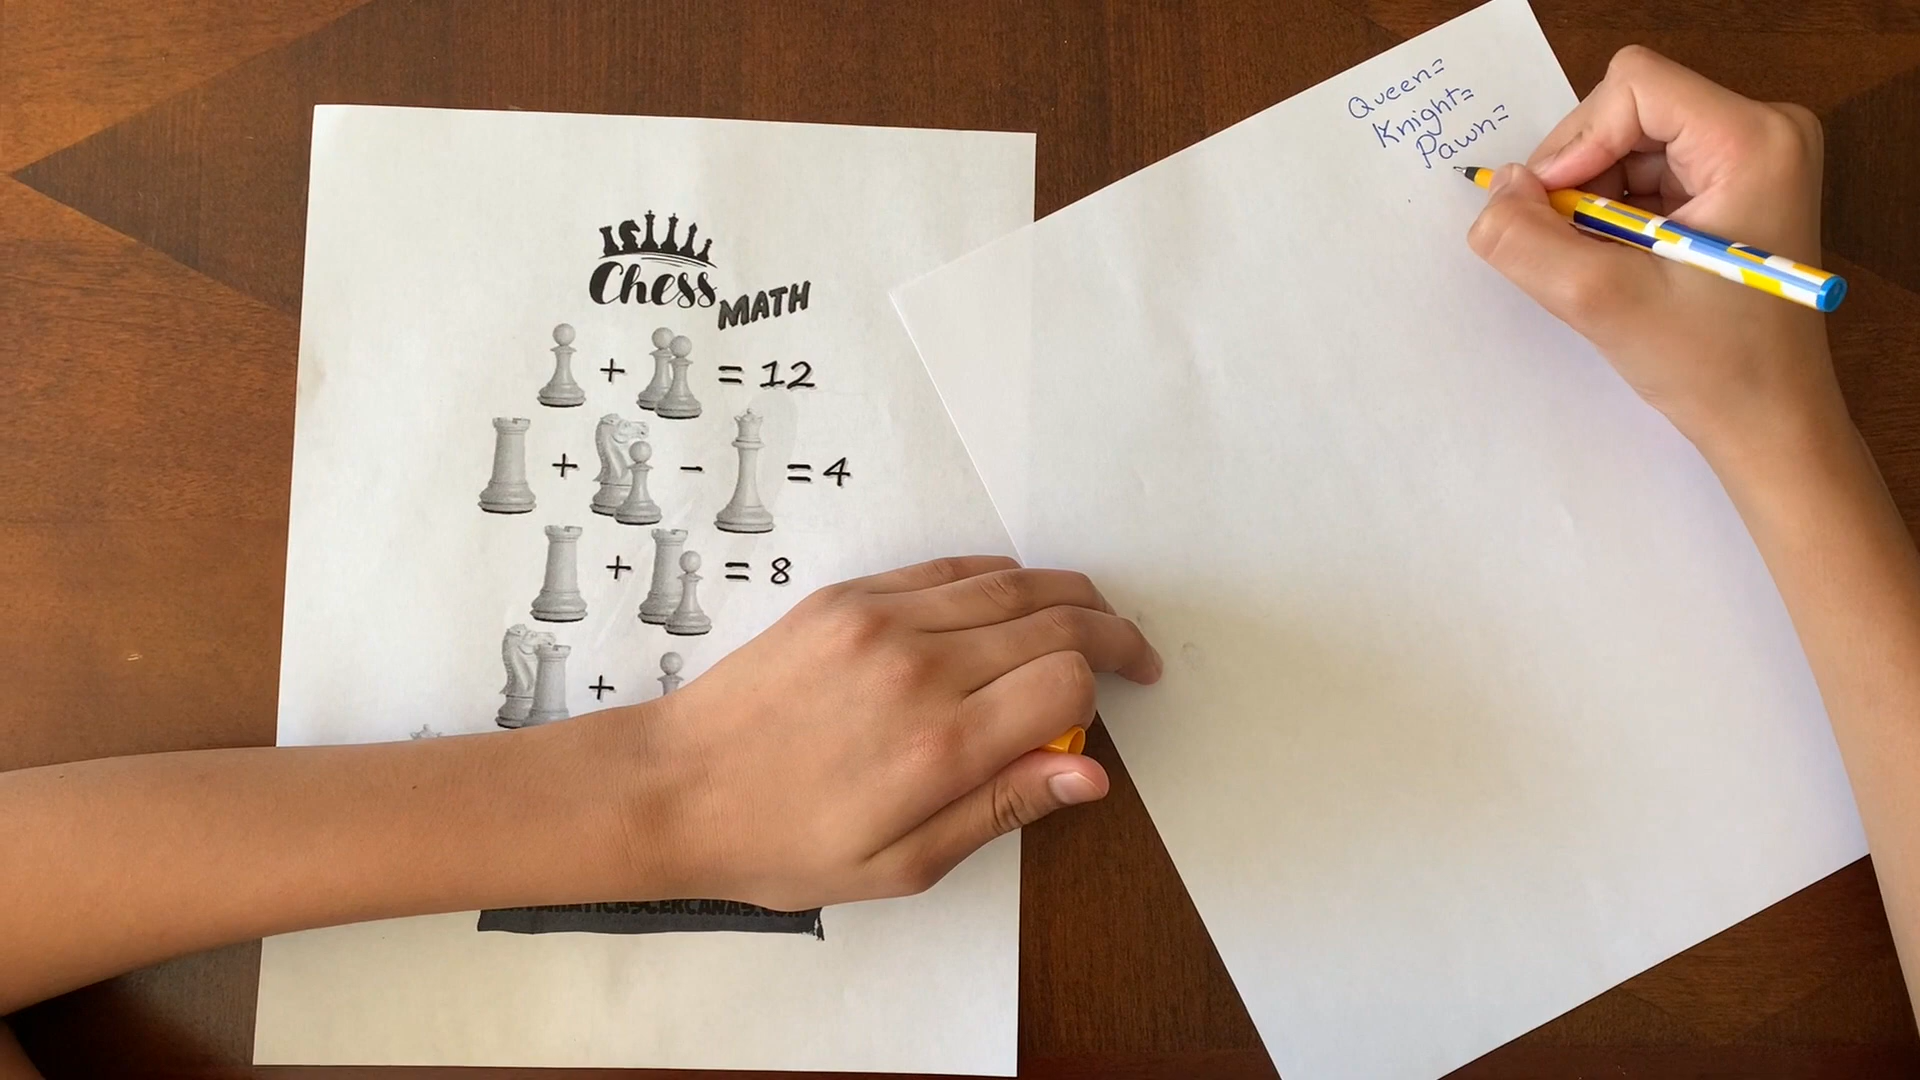 Chess MATH
+ = 12
+ - = 4
+ = 8
+
Queen=
Knight=
Pawn=